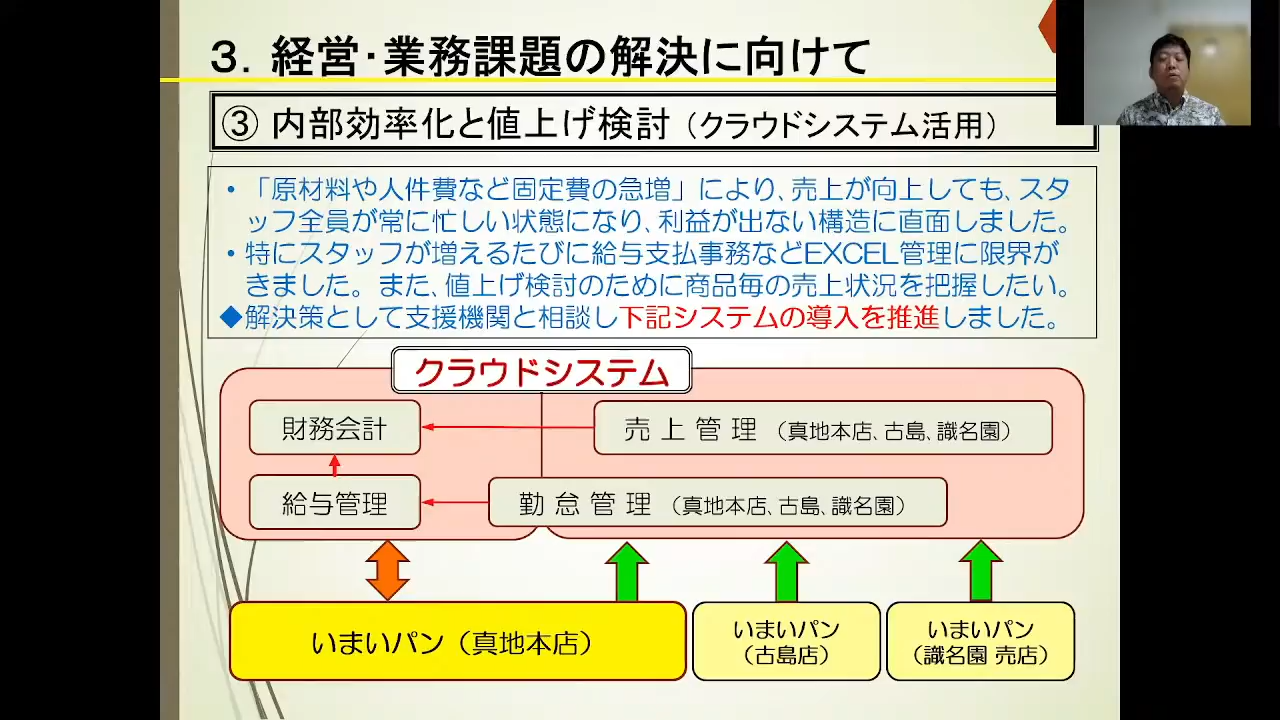 ３．経営･業務課題の解決に向けて
③ 内部効率化と値上げ検討（クラウドシステム活用）
・「原材料や人件費など固定費の急増」により、売上が向上しても、スタ
ッフ全員が常に忙しい状態になり、利益が出ない構造に直面しました。
・特にスタッフが増えるたびに給与支払事務などEXCEL管理に限界が
きました。また、値上げ検討のために商品毎の売上状況を把握したい。
◆解決策として支援機関と相談し下記システムの導入を推進しました。
クラウドシステム
財務会計
売 上 管 理 （真地本店、古島、識名園）
給与管理
勤 怠 管 理 （真地本店、古島、識名園）
いまいパン（真地本店）
いまいパン
（古島店）
いまいパン
（識名園 売店）